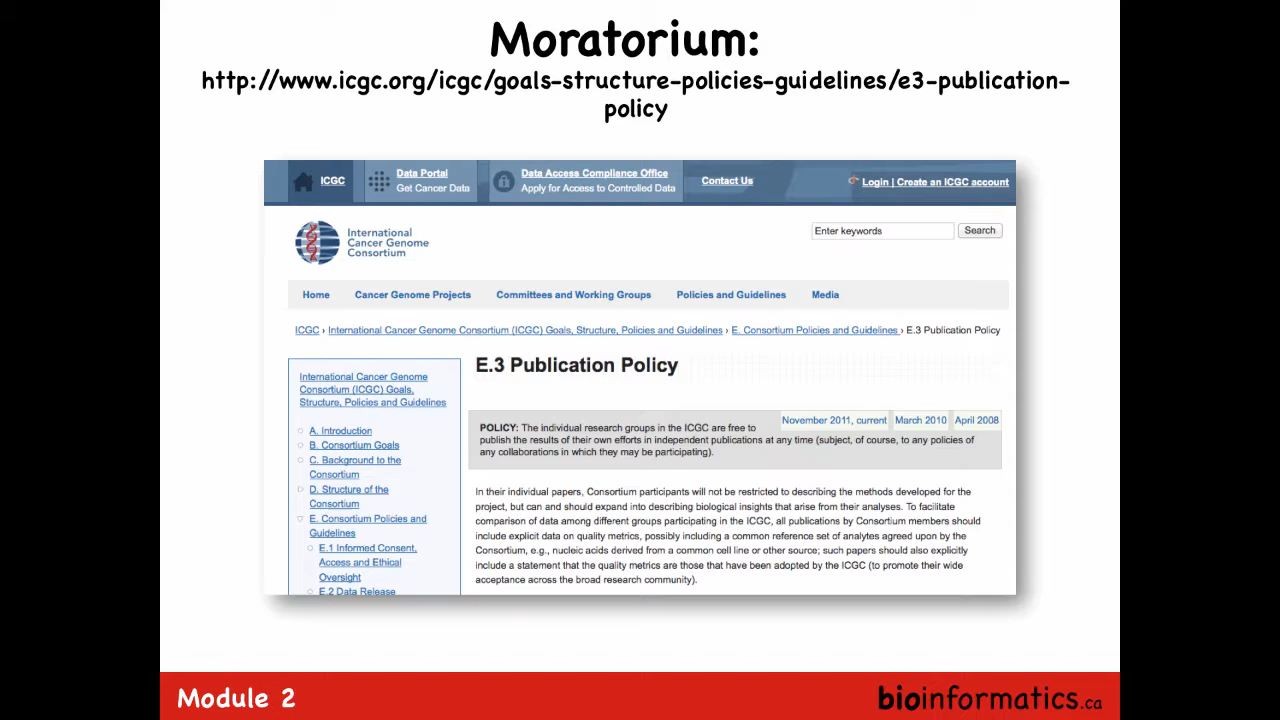 Moratorium:
http://www.icgc.org/icgc/goals-structure-policies-guidelines/e3-publication-
policy
ICGC
Data Portal
Get Cancer Data
Data Access Compliance Office
Apply for Access to Controlled Data
Contact Us
Login | Create an ICGC account
International
Cancer Genome
Consortium
Enter keywords
Search
Home
Cancer Genome Projects
Committees and Working Groups
Policies and Guidelines
Media
ICGC › International Cancer Genome Consortium (ICGC) Goals, Structure, Policies and Guidelines › E. Consortium Policies and Guidelines › E.3 Publication Policy
International Cancer Genome
Consortium (ICGC) Goals,
Structure, Policies and Guidelines
A. Introduction
B. Consortium Goals
C. Background to the
Consortium
D. Structure of the
Consortium
E. Consortium Policies and
Guidelines
E.1 Informed Consent,
Access and Ethical
Oversight
E.2 Data Release
E.3 Publication Policy
November 2011, current
March 2010
April 2008
POLICY: The individual research groups in the ICGC are free to
publish the results of their own efforts in independent publications at any time (subject, of course, to any policies of
any collaborations in which they may be participating).
In their individual papers, Consortium participants will not be restricted to describing the methods developed for the
project, but can and should expand into describing biological insights that arise from their analyses. To facilitate
comparison of data among different groups participating in the ICGC, all publications by Consortium members should
include explicit data on quality metrics, possibly including a common reference set of analytes agreed upon by the
Consortium, e.g., nucleic acids derived from a common cell line or other source; such papers should also explicitly
include a statement that the quality metrics are those that have been adopted by the ICGC (to promote their wide
acceptance across the broad research community).
Module 2
bioinformatics.ca